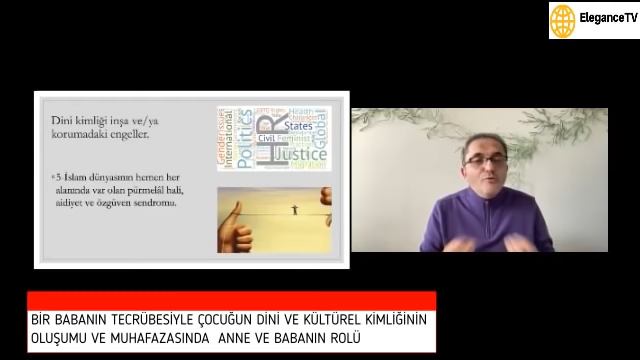 EleganceTV
Dini kimliği inşa ve/ya
korumadaki engeller.
5 İslam dünyasının hemen her
alanında var olan pürmelâl hali,
aidiyet ve özgüven sendromu.
Gender issues
International
Politics
HR
Civil
States
Feminist
Justice
Global
Health
BİR BABANIN TECRÜBESİYLE ÇOCUĞUN DİNİ VE KÜLTÜREL KİMLİĞİNİN
OLUŞUMU VE MUHAFAZASINDA ANNE VE BABANIN ROLÜ